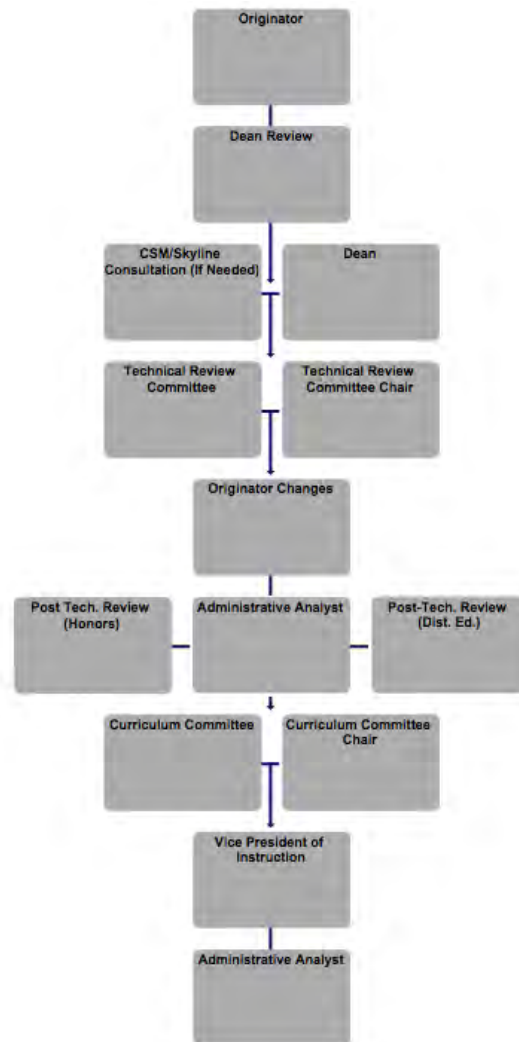 Originator
Dean Review
CSM/Skyline
Consultation (If Needed)
Dean
Technical Review
Committee
Technical Review
Committee Chair
Originator Changes
Post Tech. Review
(Honors)
Administrative Analyst
Post-Tech. Review
(Dist. Ed.)
Curriculum Committee
Curriculum Committee
Chair
Vice President of
Instruction
Administrative Analyst